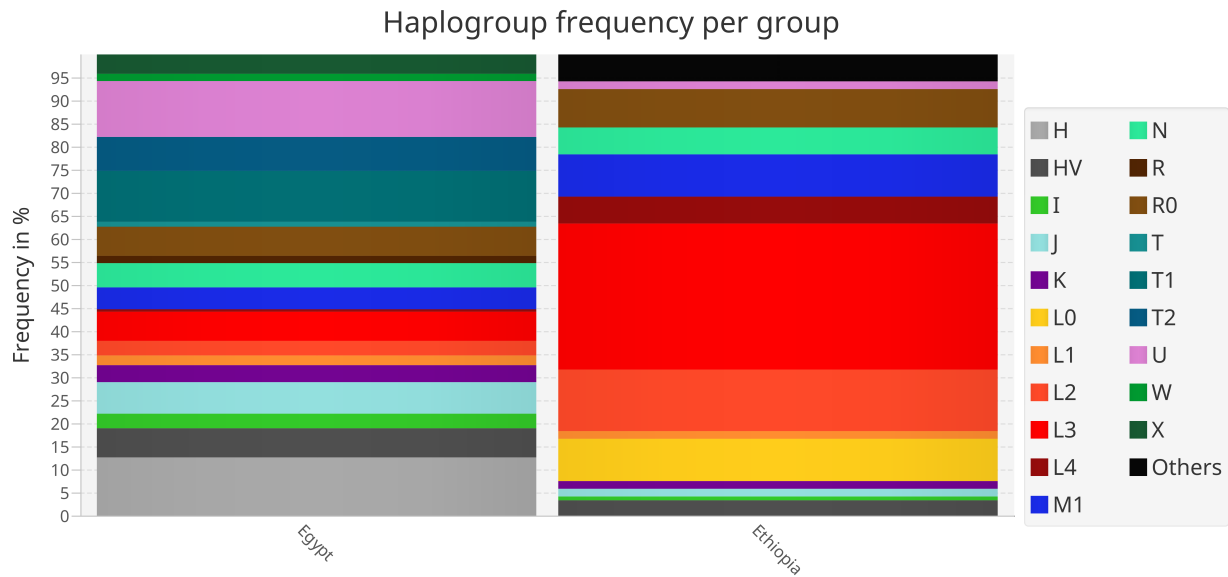 Haplogroup frequency per group
Frequency in %
95
90
85
80
75
70
65
60
55
50
45
40
35
30
25
20
15
10
5
0
Egypt
Ethiopia
H
HV
I
J
K
L0
L1
L2
L3
L4
M1
N
R
R0
T
T1
T2
U
W
X
Others